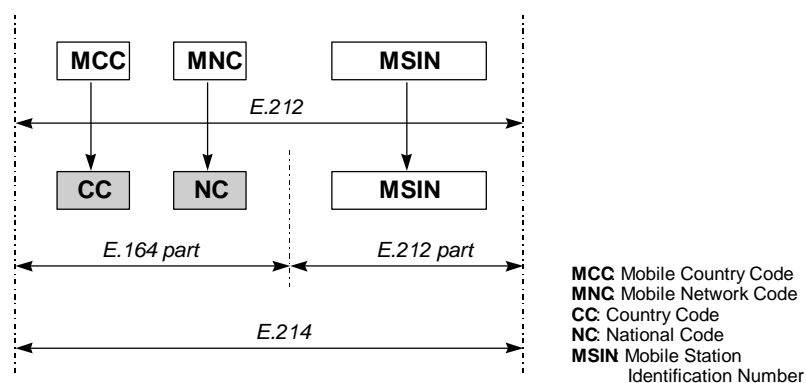 MCC MNC MSIN
E.212
CC NC MSIN
E.164 part E.212 part
E.214
MCC: Mobile Country Code
MNC: Mobile Network Code
CC: Country Code
NC: National Code
MSIN: Mobile Station
Identification Number